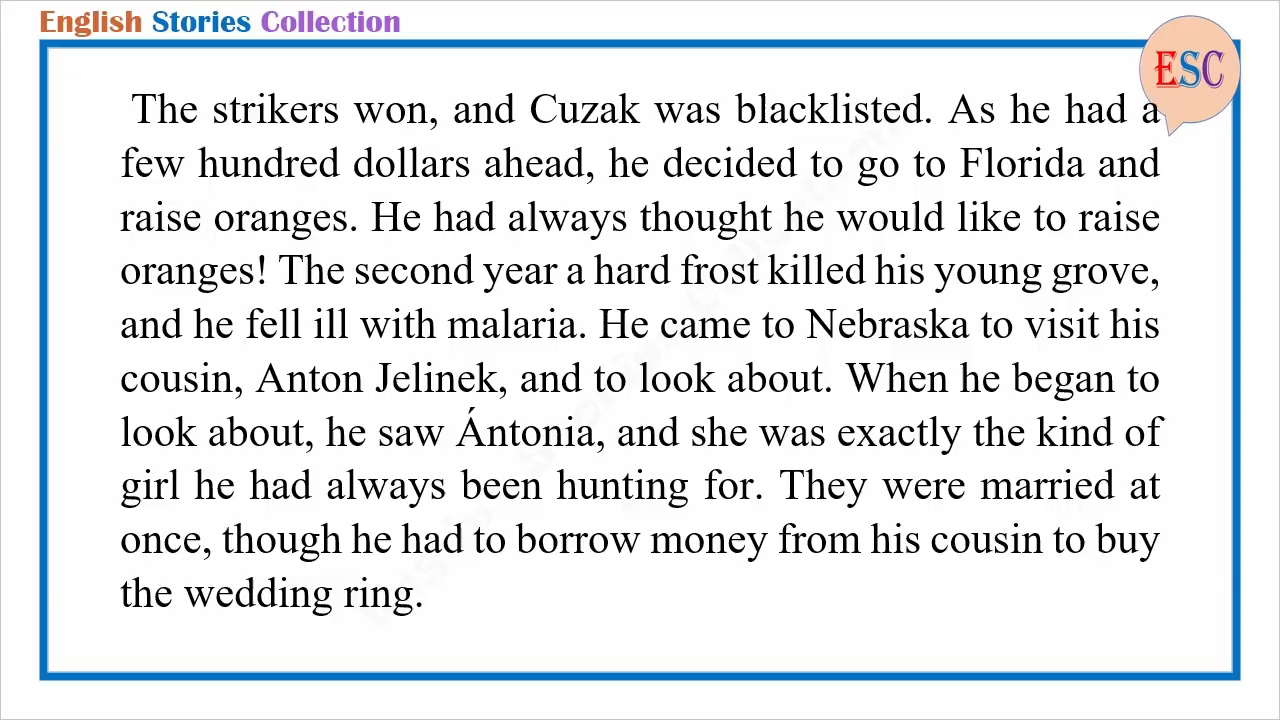 English Stories Collection
ESC
The strikers won, and Cuzak was blacklisted. As he had a
few hundred dollars ahead, he decided to go to Florida and
raise oranges. He had always thought he would like to raise
oranges! The second year a hard frost killed his young grove,
and he fell ill with malaria. He came to Nebraska to visit his
cousin, Anton Jelinek, and to look about. When he began to
look about, he saw Ántonia, and she was exactly the kind of
girl he had always been hunting for. They were married at
once, though he had to borrow money from his cousin to buy
the wedding ring.